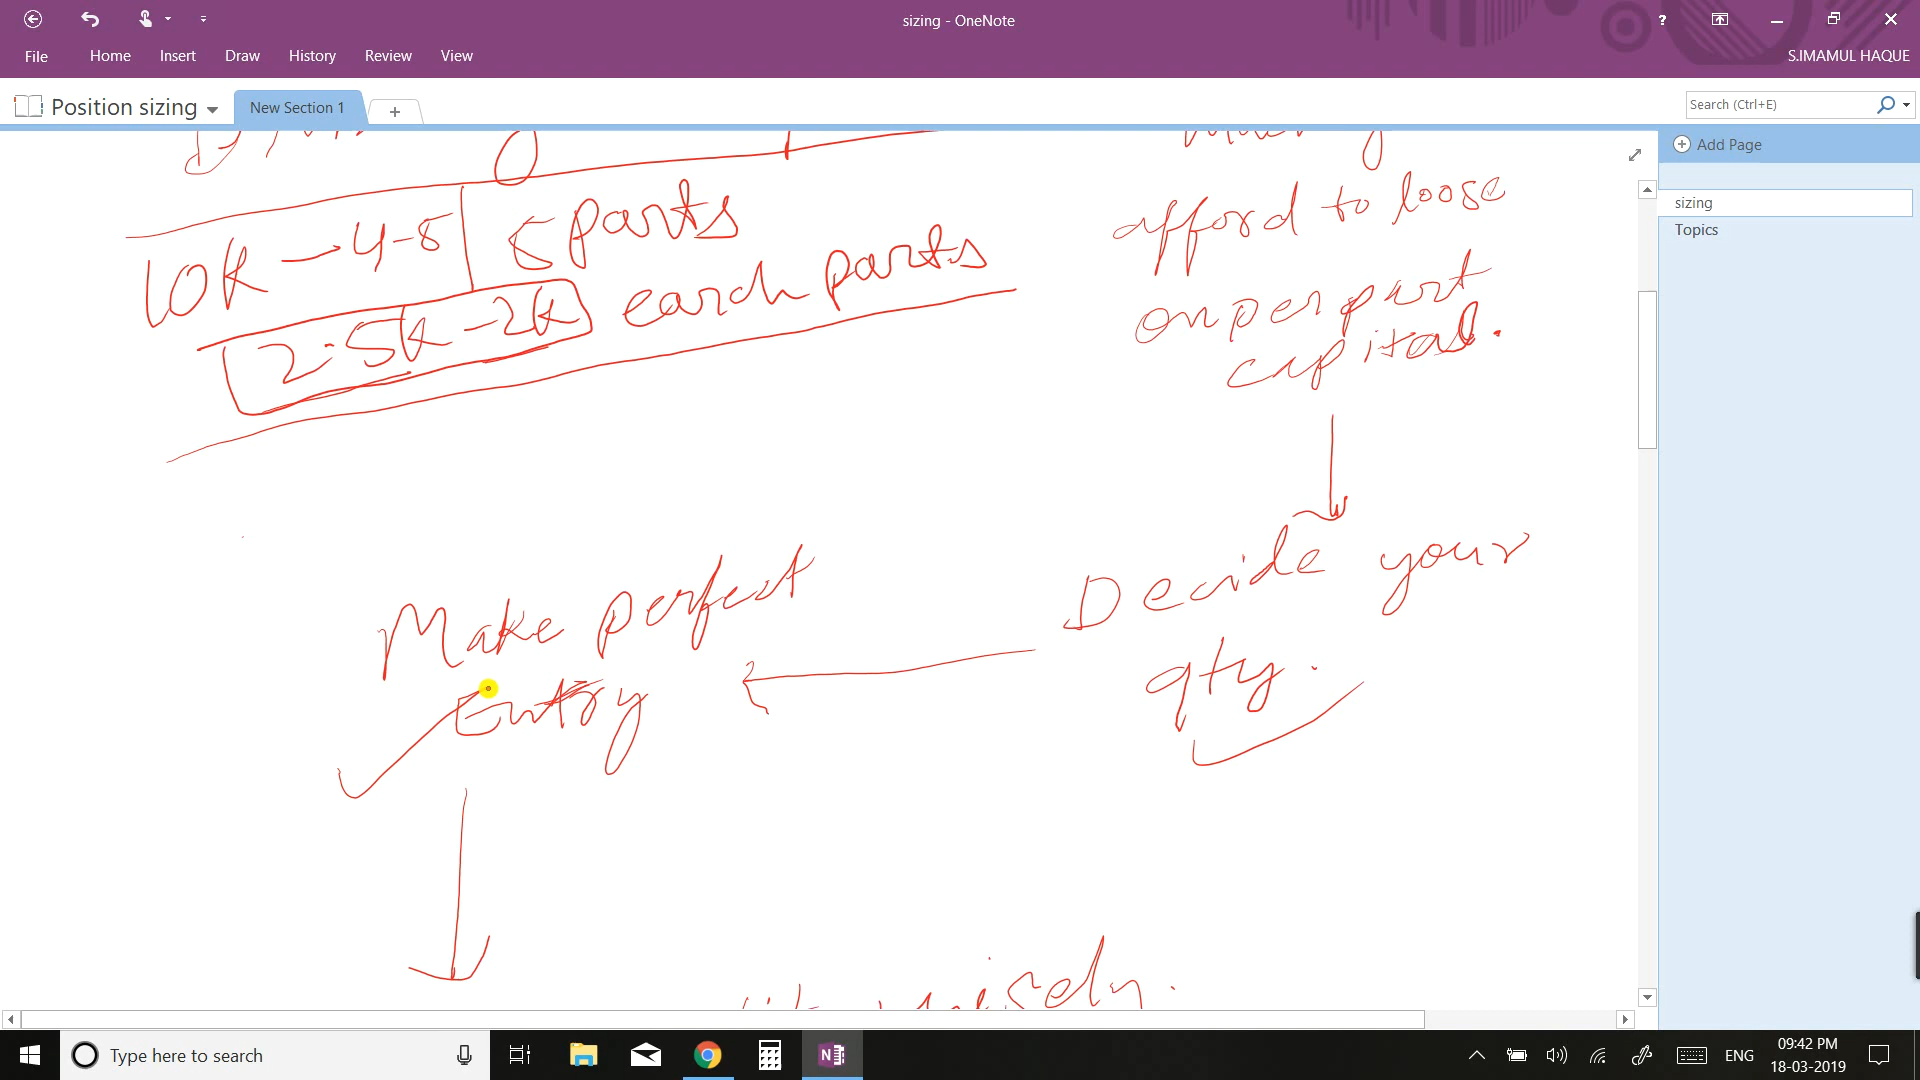 sizing - OneNote
?
File Home Insert Draw History Review View
S.IMAMUL HAQUE
Position sizing
New Section 1
+
Search (Ctrl+E)
Add Page
sizing
Topics
10K - 4-5 | 5 parts
2.5K - 2K earch parts
afford to loose
on per part
capital.
Decide your
qty.
Make perfect
Entry
wisely.
Type here to search
N
ENG
09:42 PM
18-03-2019